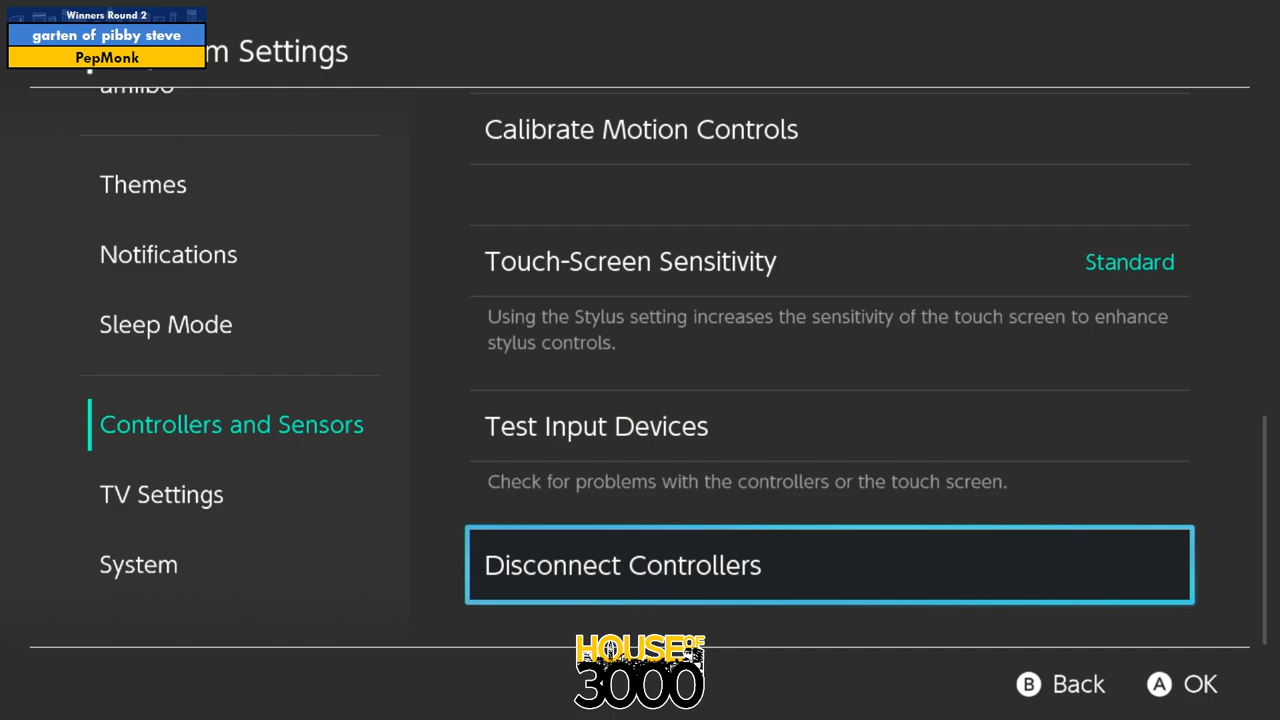 Winners Round 2
garten of pibby steve
PepMonk
m Settings
amiibo
Themes
Notifications
Sleep Mode
Controllers and Sensors
TV Settings
System
Calibrate Motion Controls
Touch-Screen Sensitivity Standard
Using the Stylus setting increases the sensitivity of the touch screen to enhance
stylus controls.
Test Input Devices
Check for problems with the controllers or the touch screen.
Disconnect Controllers
HOUSE OF
3000
B Back A OK